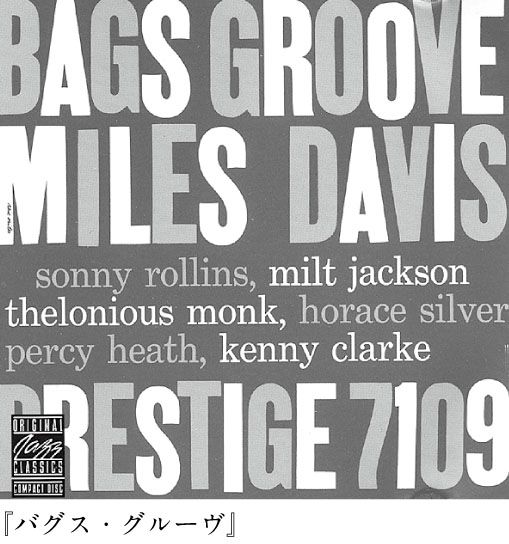 BAGS GROOVE
MILES DAVIS
sonny rollins, milt jackson
thelonious monk, horace silver
percy heath, kenny clarke
PRESTIGE 7109
ORIGINAL
Jazz
CLASSICS
COMPACT DISC
『バグス・グルーヴ』